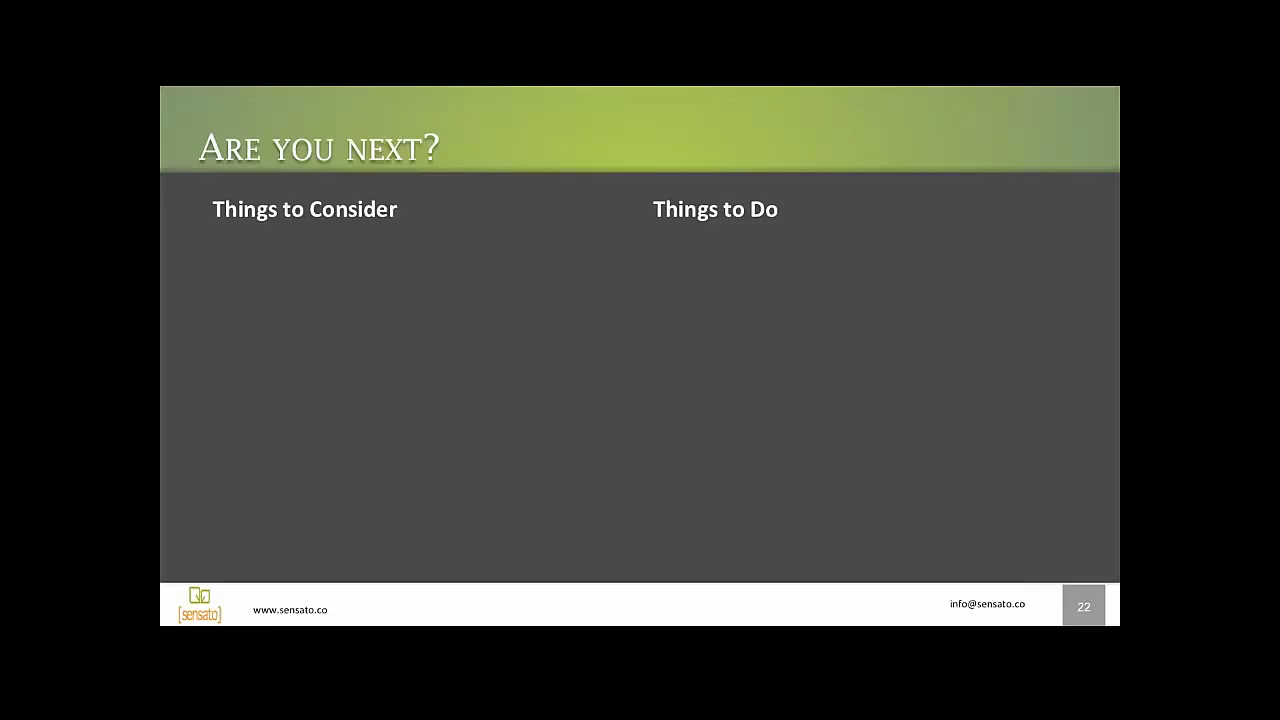 ARE YOU NEXT?
Things to Consider
Things to Do
[sensato]
www.sensato.co
info@sensato.co
22